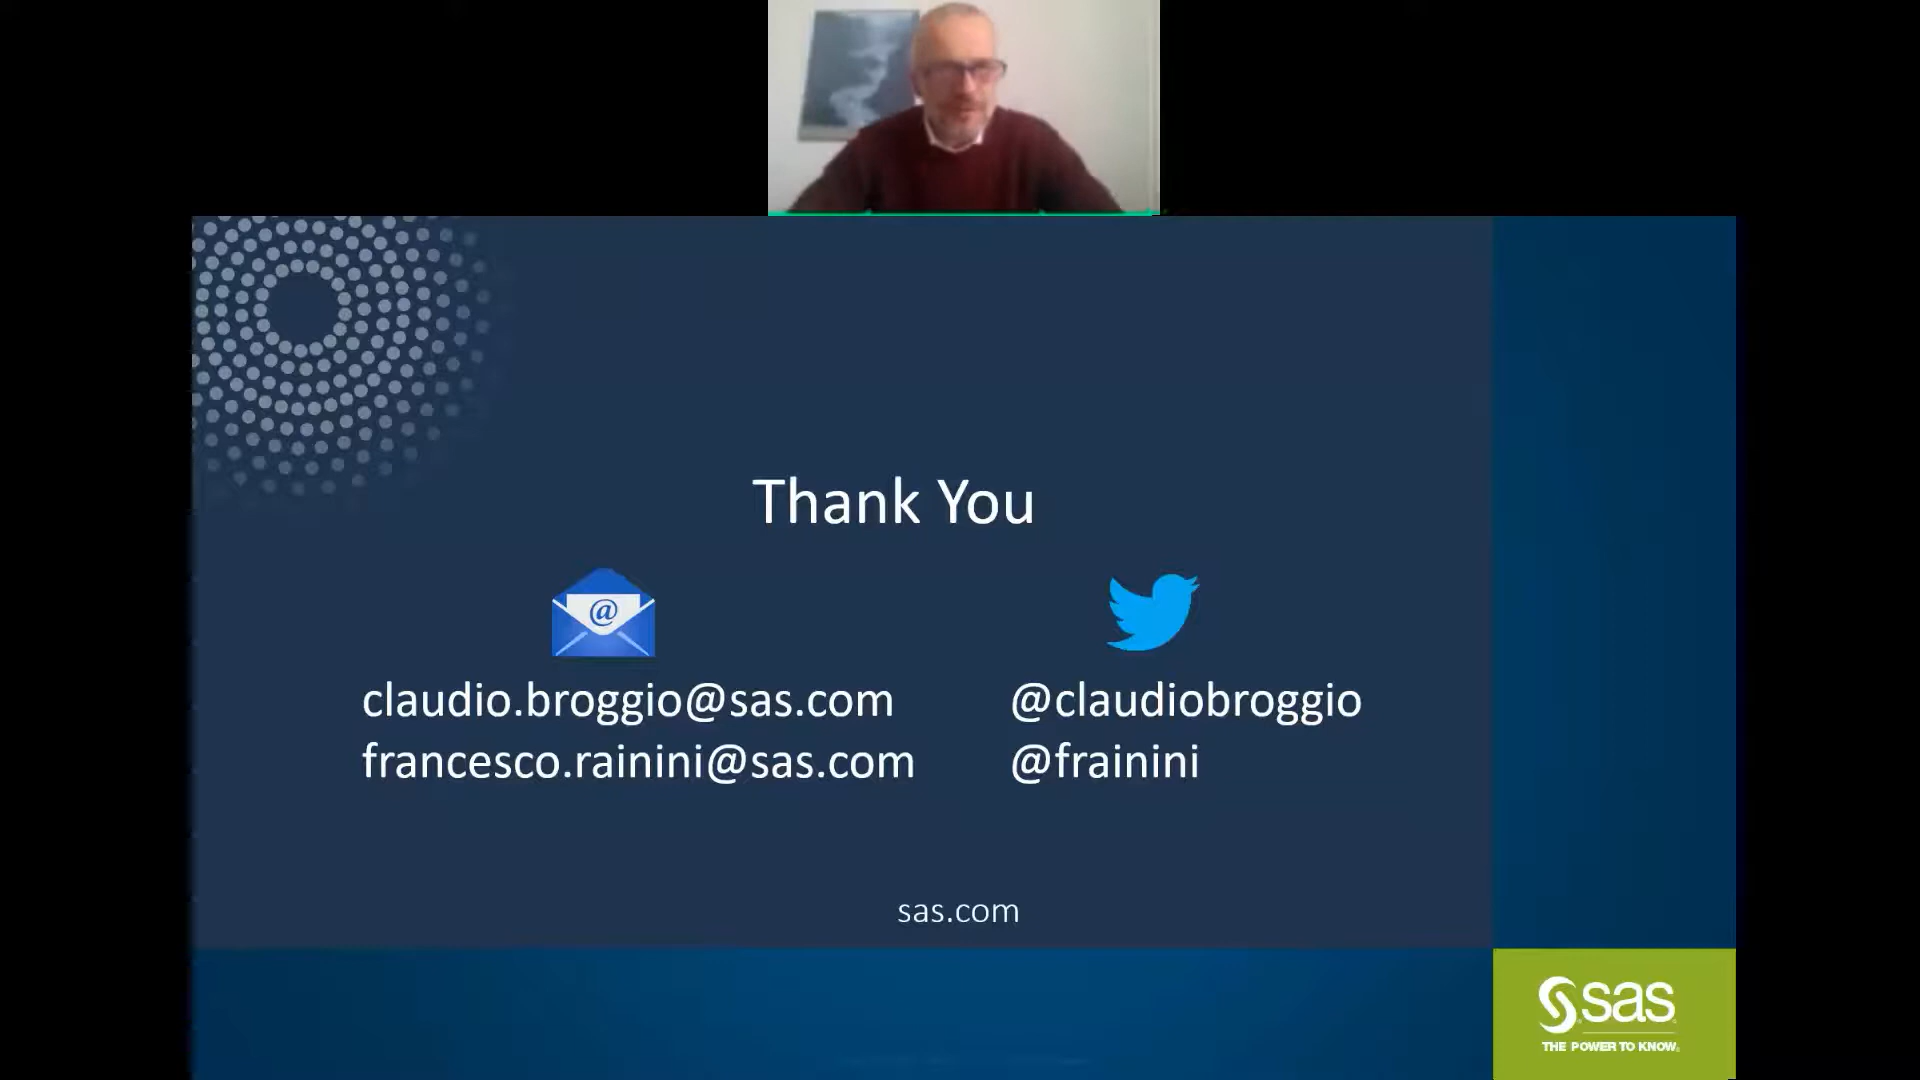 Thank You
@
claudio.broggio@sas.com
@claudiobroggio
francesco.rainini@sas.com
@frainini
sas.com
sas
THE POWER TO KNOW.